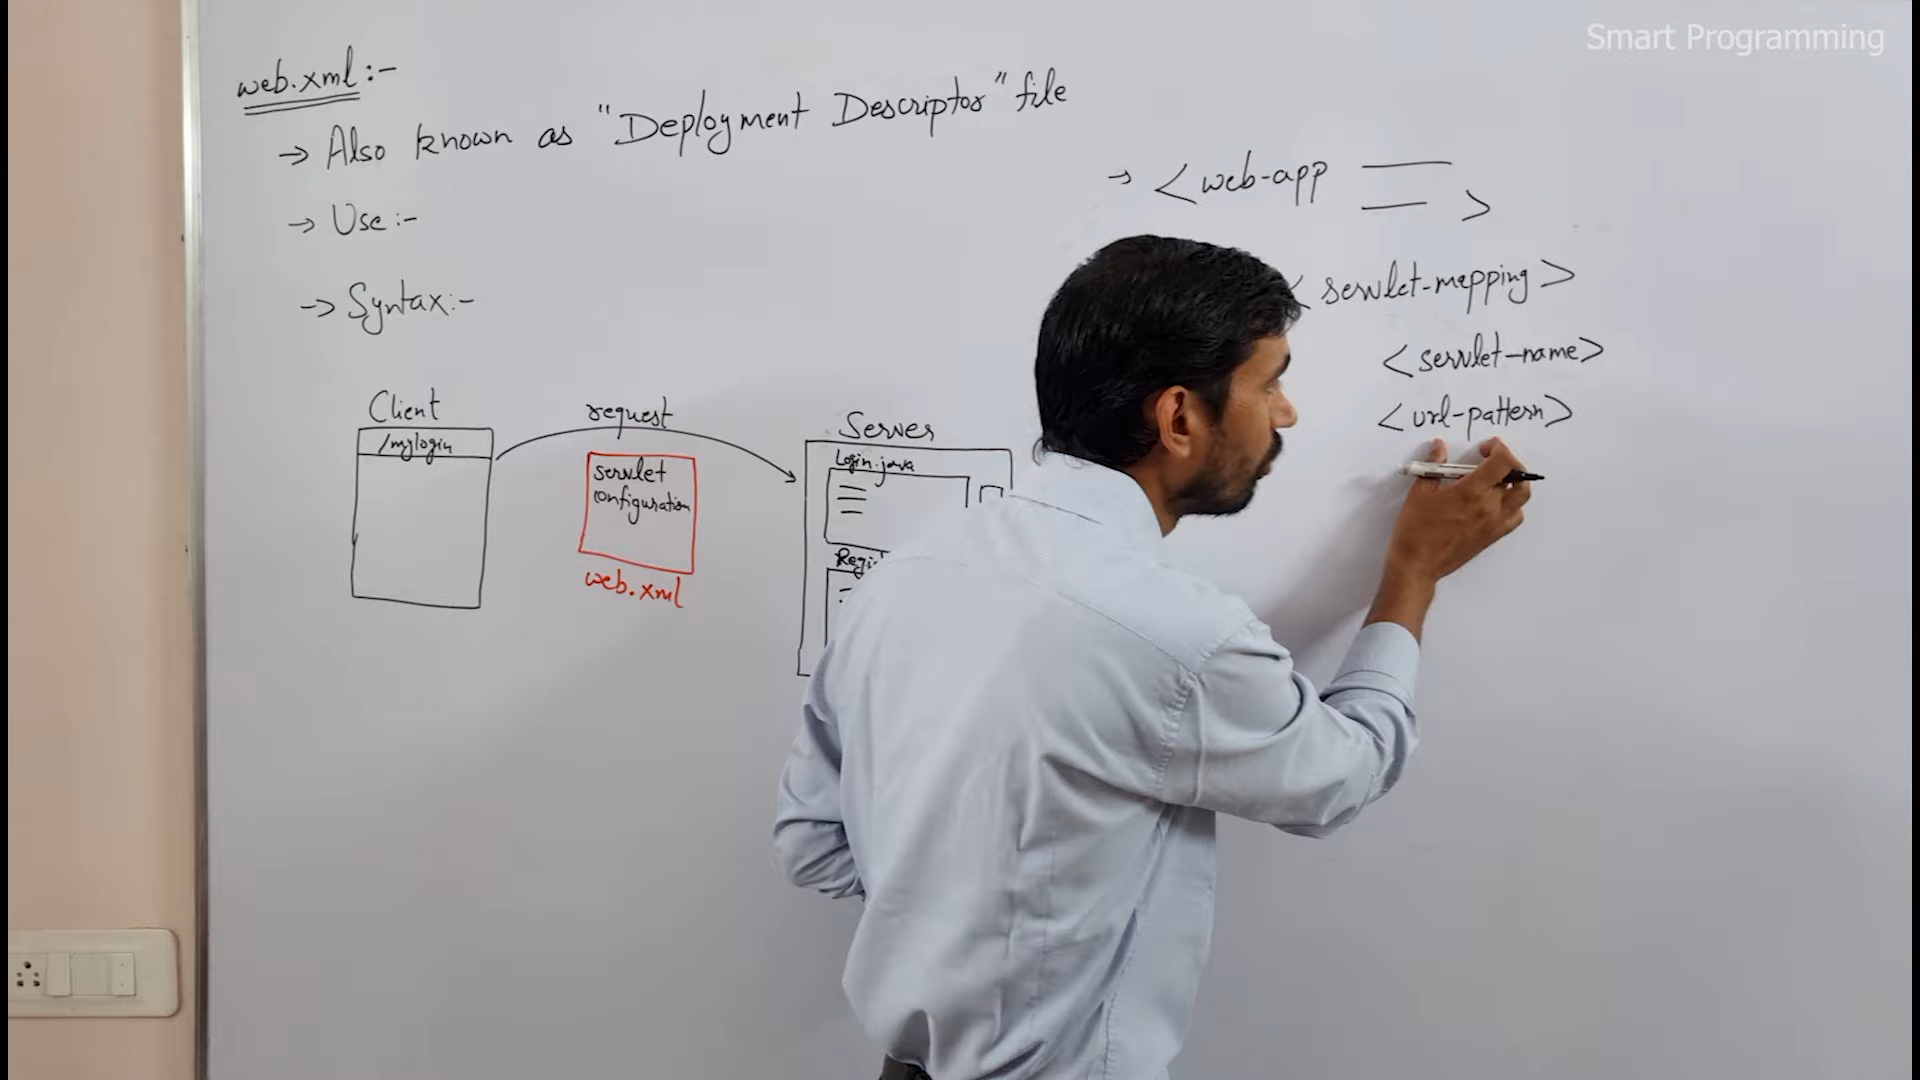 Smart Programming
web.xml:-
→ Also known as "Deployment Descriptor" file
→ Use:-
→ Syntax:-
Client
/mylogin
request
servlet
configuration
web.xml
Server
Login.java
→ <web-app
>
< servlet-mapping >
<servlet-name>
<url-pattern>